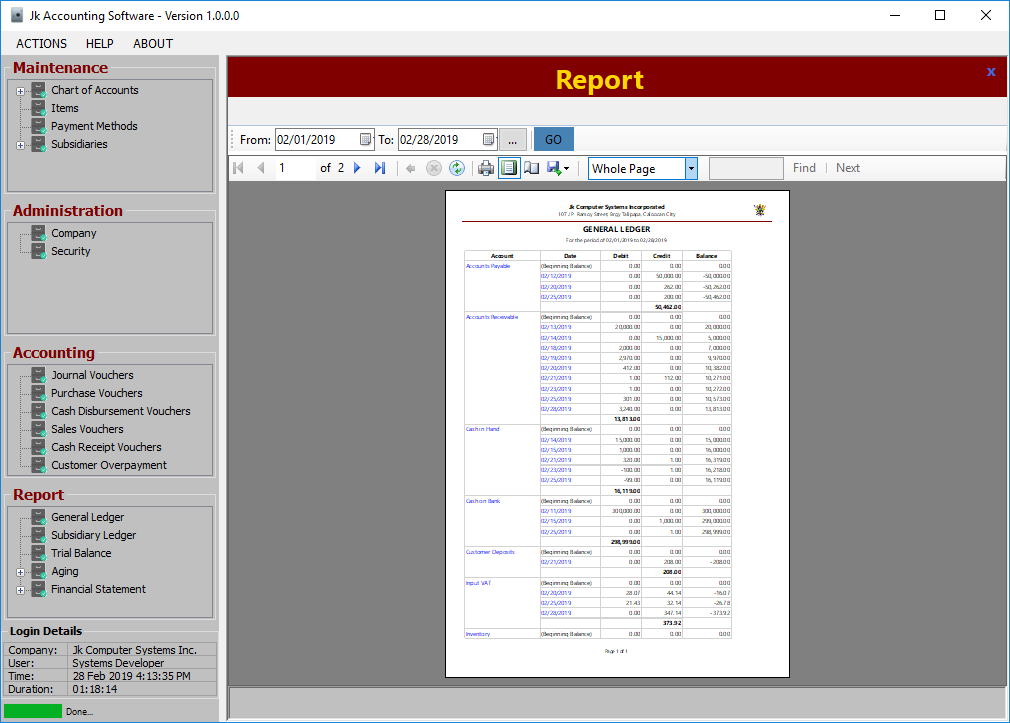 Jk Accounting Software - Version 1.0.0.0
ACTIONS HELP ABOUT
Maintenance
Chart of Accounts
Items
Payment Methods
Subsidiaries
Administration
Company
Security
Accounting
Journal Vouchers
Purchase Vouchers
Cash Disbursement Vouchers
Sales Vouchers
Cash Receipt Vouchers
Customer Overpayment
Report
General Ledger
Subsidiary Ledger
Trial Balance
Aging
Financial Statement
Login Details
Company: Jk Computer Systems Inc.
User: Systems Developer
Time: 28 Feb 2019 4:13:35 PM
Duration: 01:18:14
Done...
Report x
From: 02/01/2019 To: 02/28/2019 ... GO
1 of 2 Whole Page Find | Next
Jk Computer Systems Incorporated
107 J.P. Ramoy Street, Brgy Talipapa, Caloocan City
GENERAL LEDGER
For the period of 02/01/2019 to 02/28/2019
Account Date Debit Credit Balance
Accounts Payable (Beginning Balance) 0.00 0.00 0.00
02/12/2019 0.00 50,000.00 -50,000.00
02/20/2019 0.00 262.00 -50,262.00
02/25/2019 0.00 200.00 -50,462.00
50,462.00
Accounts Receivable (Beginning Balance) 0.00 0.00 0.00
02/13/2019 20,000.00 0.00 20,000.00
02/14/2019 0.00 15,000.00 5,000.00
02/18/2019 2,000.00 0.00 7,000.00
02/19/2019 2,970.00 0.00 9,970.00
02/20/2019 412.00 0.00 10,382.00
02/21/2019 1.00 112.00 10,271.00
02/23/2019 1.00 0.00 10,272.00
02/25/2019 301.00 0.00 10,573.00
02/28/2019 3,240.00 0.00 13,813.00
13,813.00
Cash on Hand (Beginning Balance) 0.00 0.00 0.00
02/14/2019 15,000.00 0.00 15,000.00
02/15/2019 1,000.00 0.00 16,000.00
02/21/2019 320.00 1.00 16,319.00
02/23/2019 -100.00 1.00 16,218.00
02/25/2019 -99.00 0.00 16,119.00
16,119.00
Cash on Bank (Beginning Balance) 0.00 0.00 0.00
02/11/2019 300,000.00 0.00 300,000.00
02/15/2019 0.00 1,000.00 299,000.00
02/25/2019 0.00 1.00 298,999.00
298,999.00
Customer Deposits (Beginning Balance) 0.00 0.00 0.00
02/21/2019 0.00 208.00 -208.00
208.00
Input VAT (Beginning Balance) 0.00 0.00 0.00
02/20/2019 28.07 44.14 -16.07
02/25/2019 21.43 32.14 -26.78
02/28/2019 0.00 347.14 -373.92
373.92
Inventory (Beginning Balance) 0.00 0.00 0.00
Page 1 of 1